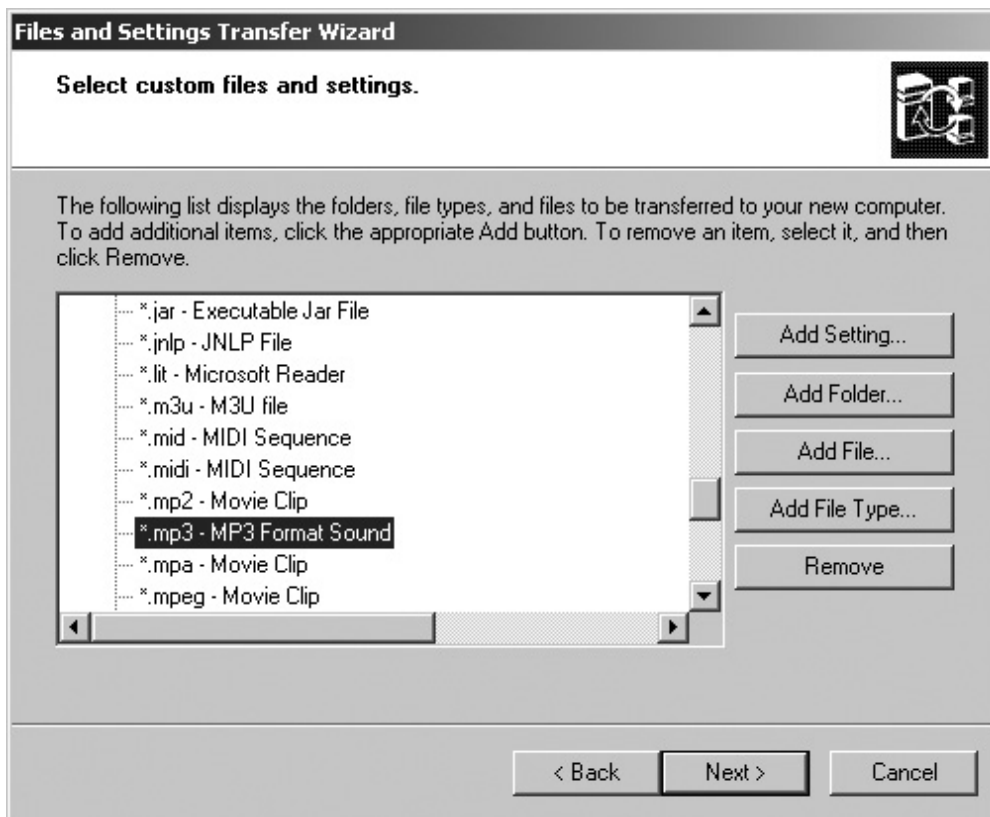 Files and Settings Transfer Wizard
Select custom files and settings.
The following list displays the folders, file types, and files to be transferred to your new computer.
To add additional items, click the appropriate Add button. To remove an item, select it, and then
click Remove.
*.jar - Executable Jar File
*.jnlp - JNLP File
*.lit - Microsoft Reader
*.m3u - M3U file
*.mid - MIDI Sequence
*.midi - MIDI Sequence
*.mp2 - Movie Clip
*.mp3 - MP3 Format Sound
*.mpa - Movie Clip
*.mpeg - Movie Clip
Add Setting...
Add Folder...
Add File...
Add File Type...
Remove
< Back
Next >
Cancel